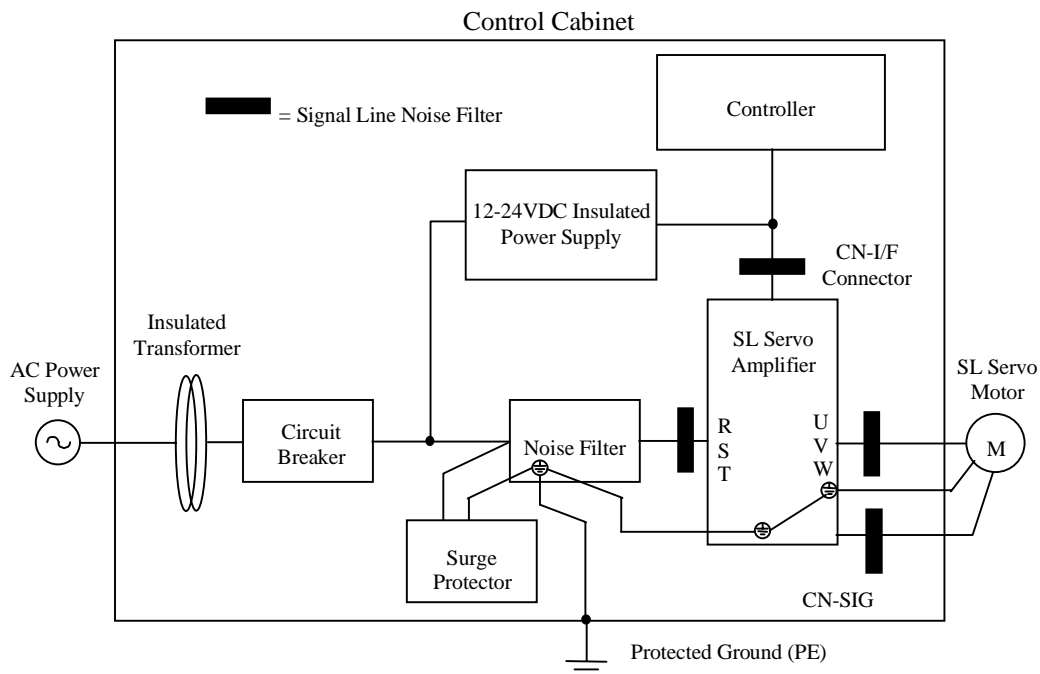 Control Cabinet
= Signal Line Noise Filter
Controller
12-24VDC Insulated
Power Supply
CN-I/F
Connector
Insulated
Transformer
SL Servo
Amplifier
AC Power
Supply
SL Servo
Motor
Circuit
Breaker
Noise Filter
R
S
T
U
V
W
M
Surge
Protector
CN-SIG
Protected Ground (PE)